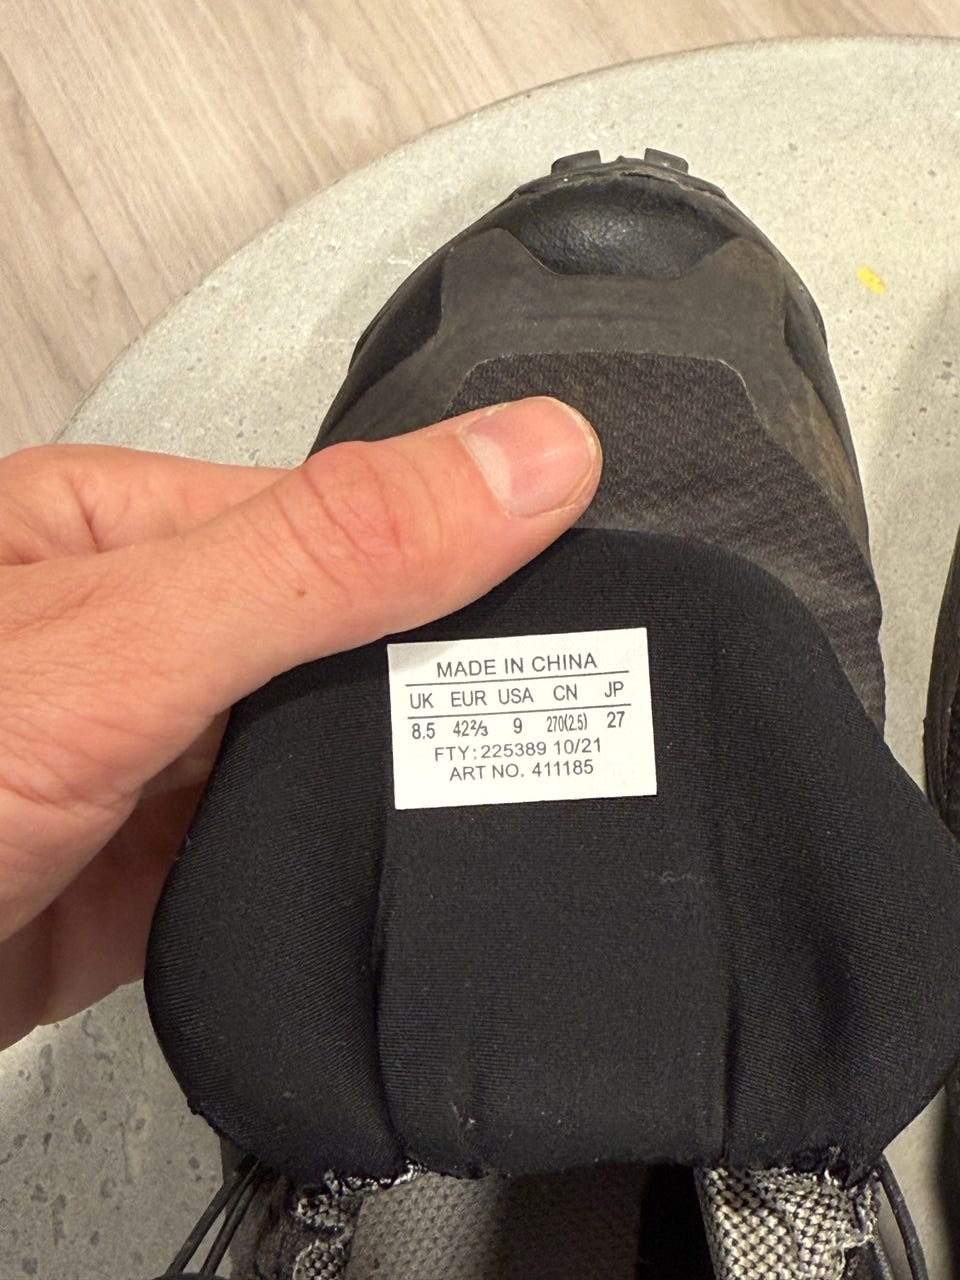 MADE IN CHINA
UK EUR USA CN JP
8.5 42⅔ 9 270(2.5) 27
FTY: 225389 10/21
ART NO. 411185